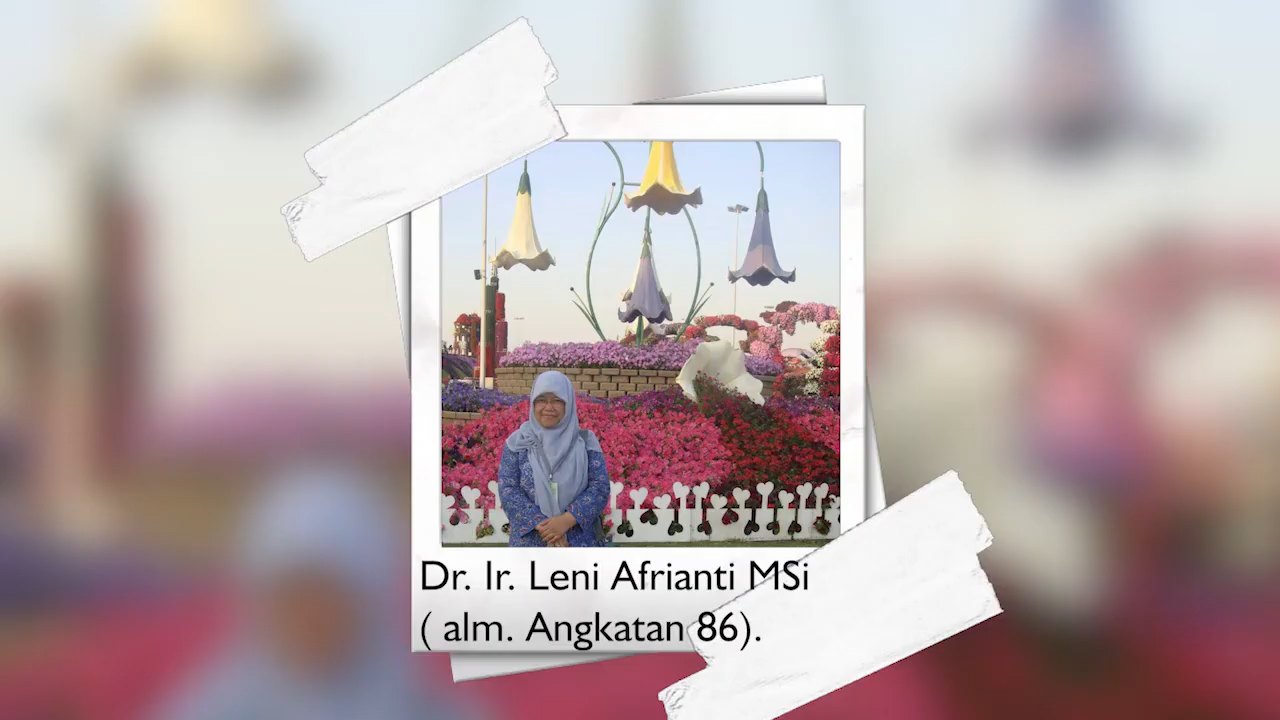 Dr. Ir. Leni Afrianti MSi
( alm. Angkatan 86).